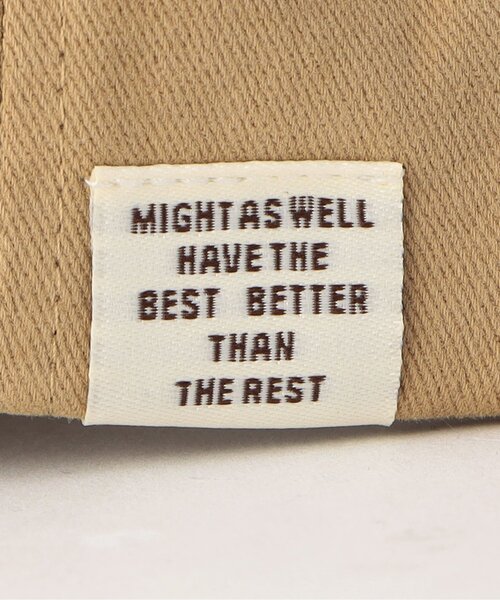 MIGHT AS WELL
HAVE THE
BEST BETTER
THAN
THE REST